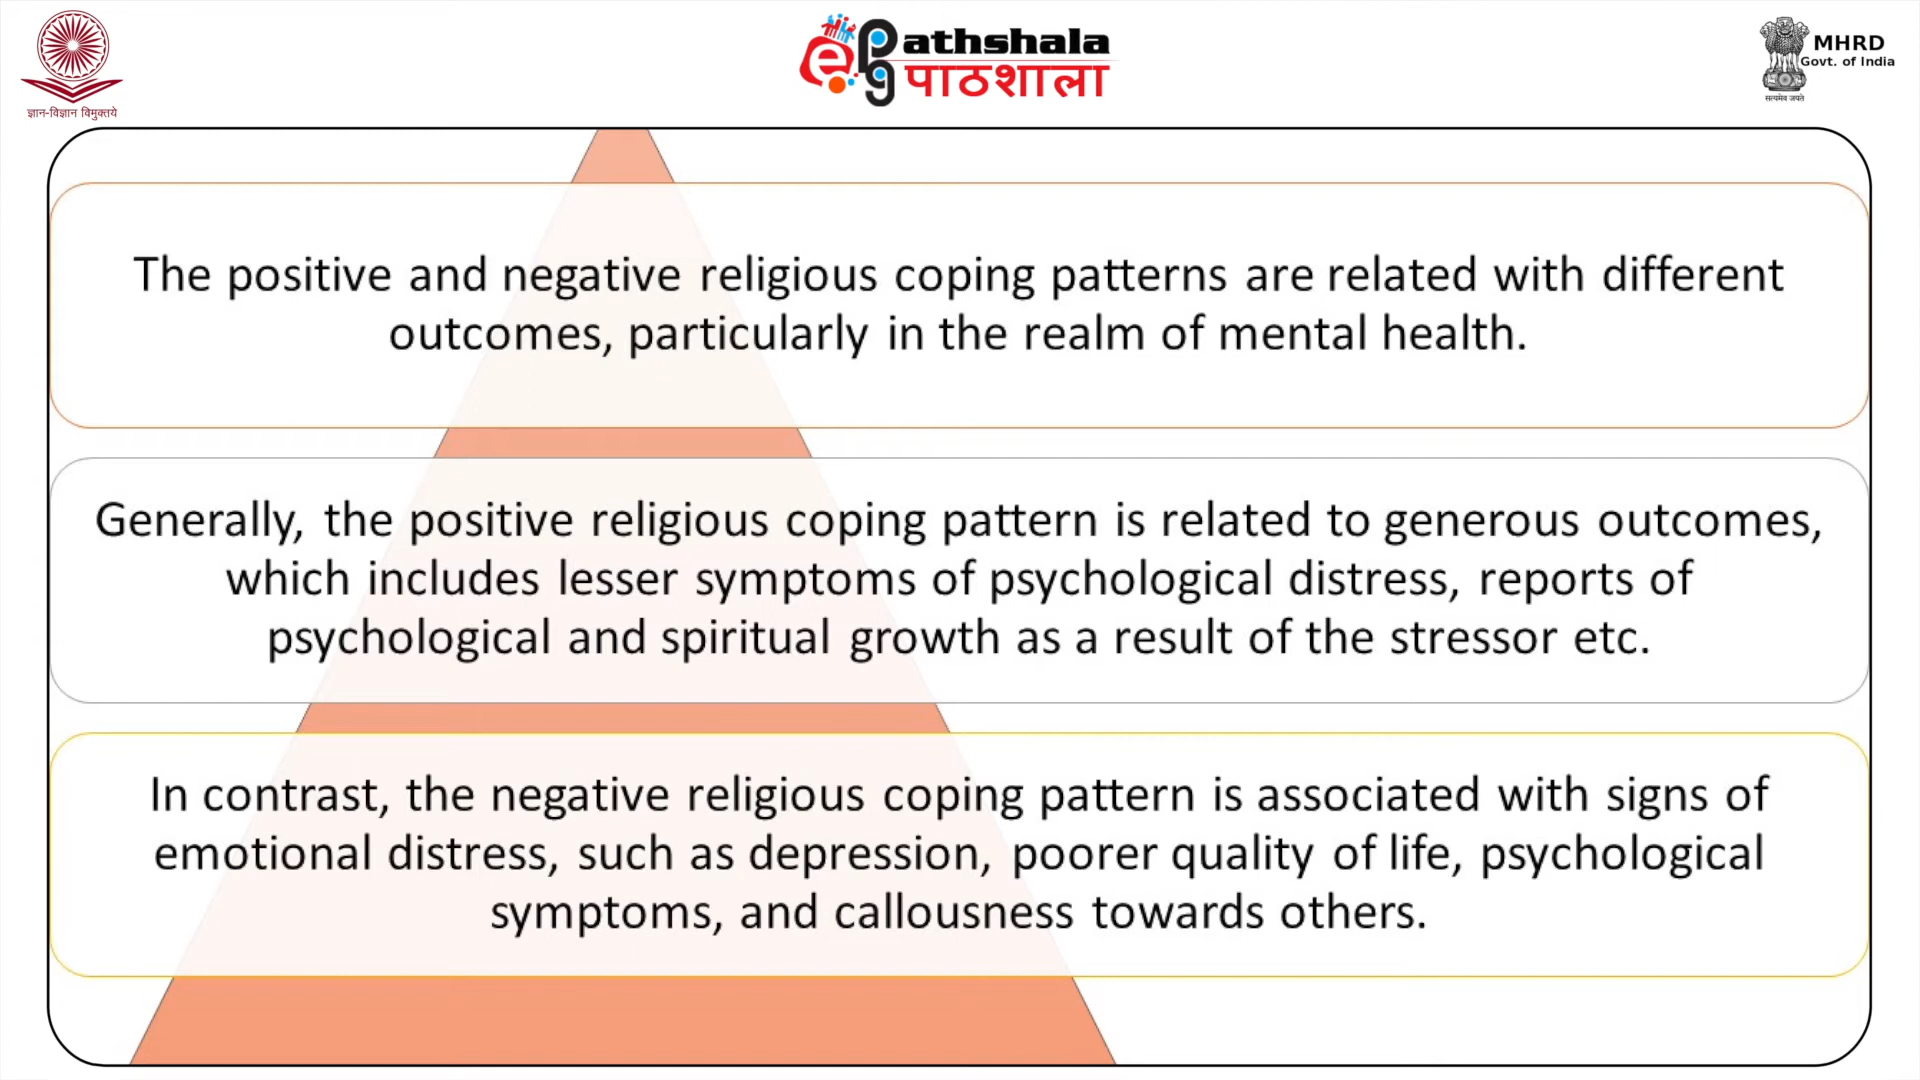 ज्ञान-विज्ञान विमुक्तये
e PG athshala
पाठशाला
MHRD
Govt. of India
सत्यमेव जयते
The positive and negative religious coping patterns are related with different
outcomes, particularly in the realm of mental health.
Generally, the positive religious coping pattern is related to generous outcomes,
which includes lesser symptoms of psychological distress, reports of
psychological and spiritual growth as a result of the stressor etc.
In contrast, the negative religious coping pattern is associated with signs of
emotional distress, such as depression, poorer quality of life, psychological
symptoms, and callousness towards others.